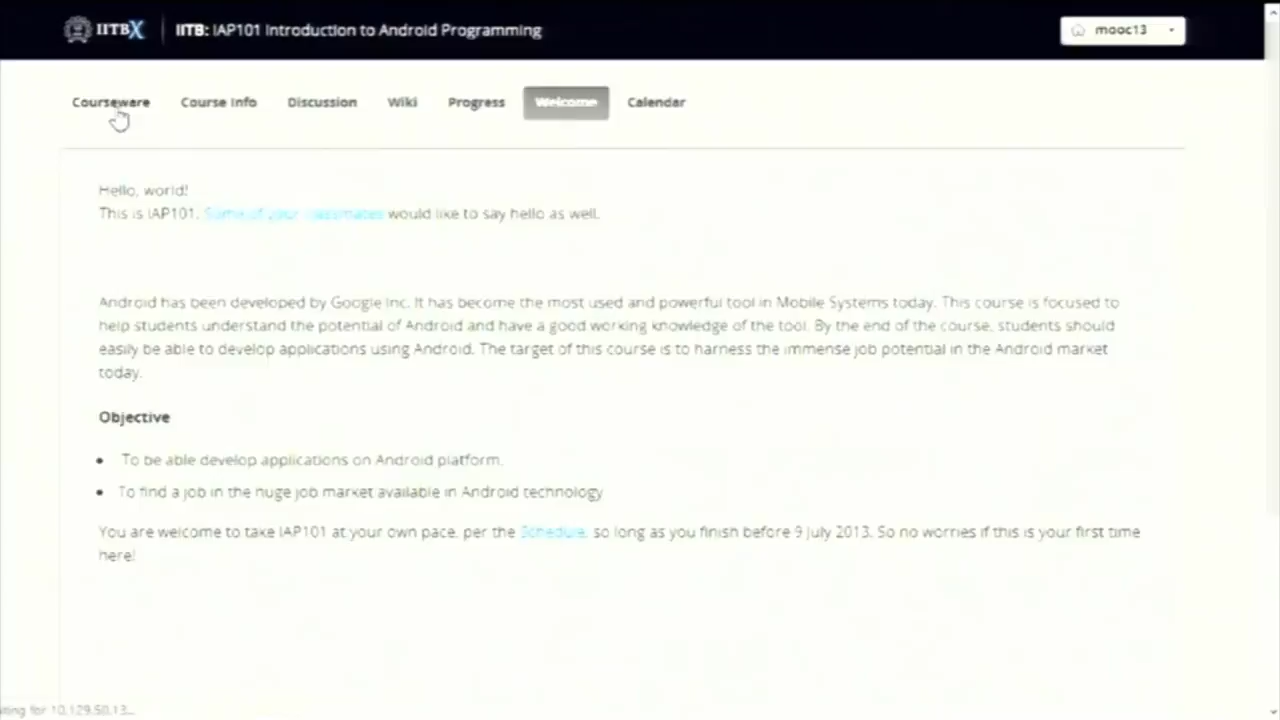 IITBX IITB: IAP101 Introduction to Android Programming mooc13
Courseware Course Info Discussion Wiki Progress Welcome Calendar
Hello, world!
This is IAP101. Some of your classmates would like to say hello as well.
Android has been developed by Google Inc. It has become the most used and powerful tool in Mobile Systems today. This course is focused to
help students understand the potential of Android and have a good working knowledge of the tool. By the end of the course, students should
easily be able to develop applications using Android. The target of this course is to harness the immense job potential in the Android market
today.
Objective
To be able develop applications on Android platform.
To find a job in the huge job market available in Android technology
You are welcome to take IAP101 at your own pace, per the Schedule, so long as you finish before 9 July 2013. So no worries if this is your first time
here!
iting for 10.129.50.13...